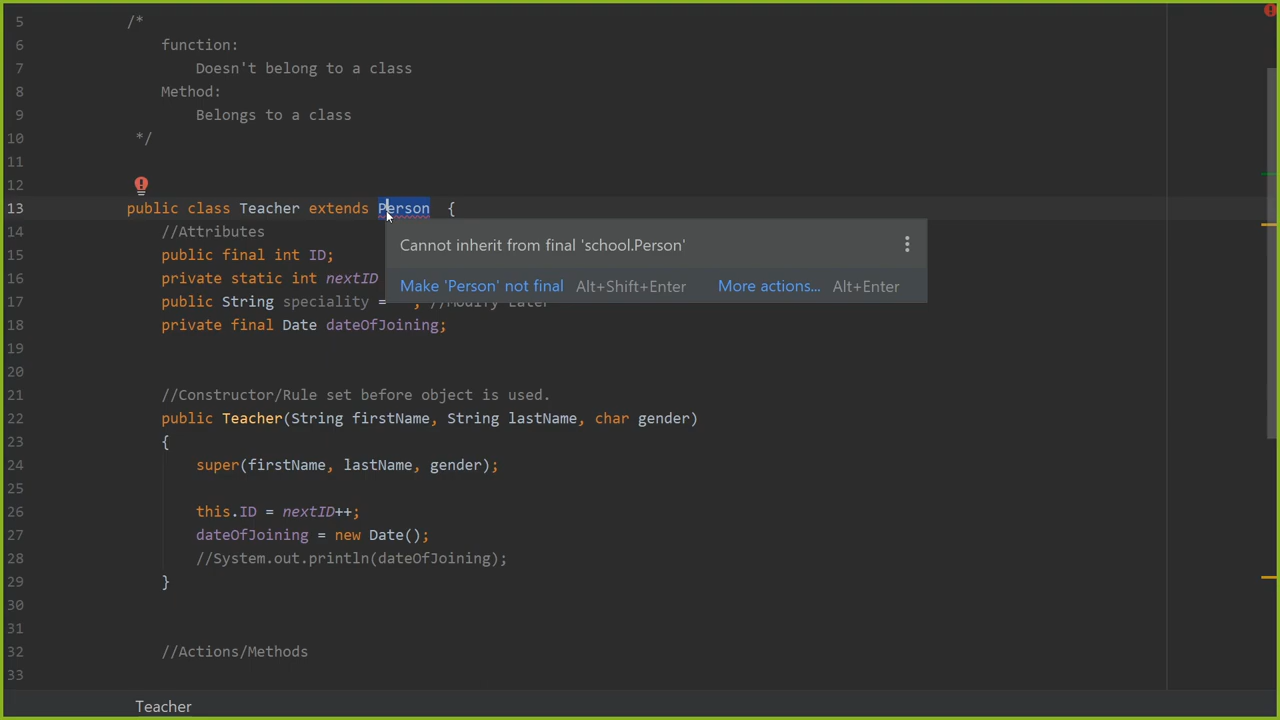 5 /*
6 function:
7 Doesn't belong to a class
8 Method:
9 Belongs to a class
10 */
11
12
13 public class Teacher extends Person {
Cannot inherit from final 'school.Person'
Make 'Person' not final Alt+Shift+Enter More actions... Alt+Enter
14 //Attributes
15 public final int ID;
16 private static int nextID
17 public String speciality = ; //Modify Later
18 private final Date dateOfJoining;
19
20
21 //Constructor/Rule set before object is used.
22 public Teacher(String firstName, String lastName, char gender)
23 {
24 super(firstName, lastName, gender);
25
26 this.ID = nextID++;
27 dateOfJoining = new Date();
28 //System.out.println(dateOfJoining);
29 }
30
31
32 //Actions/Methods
33
Teacher